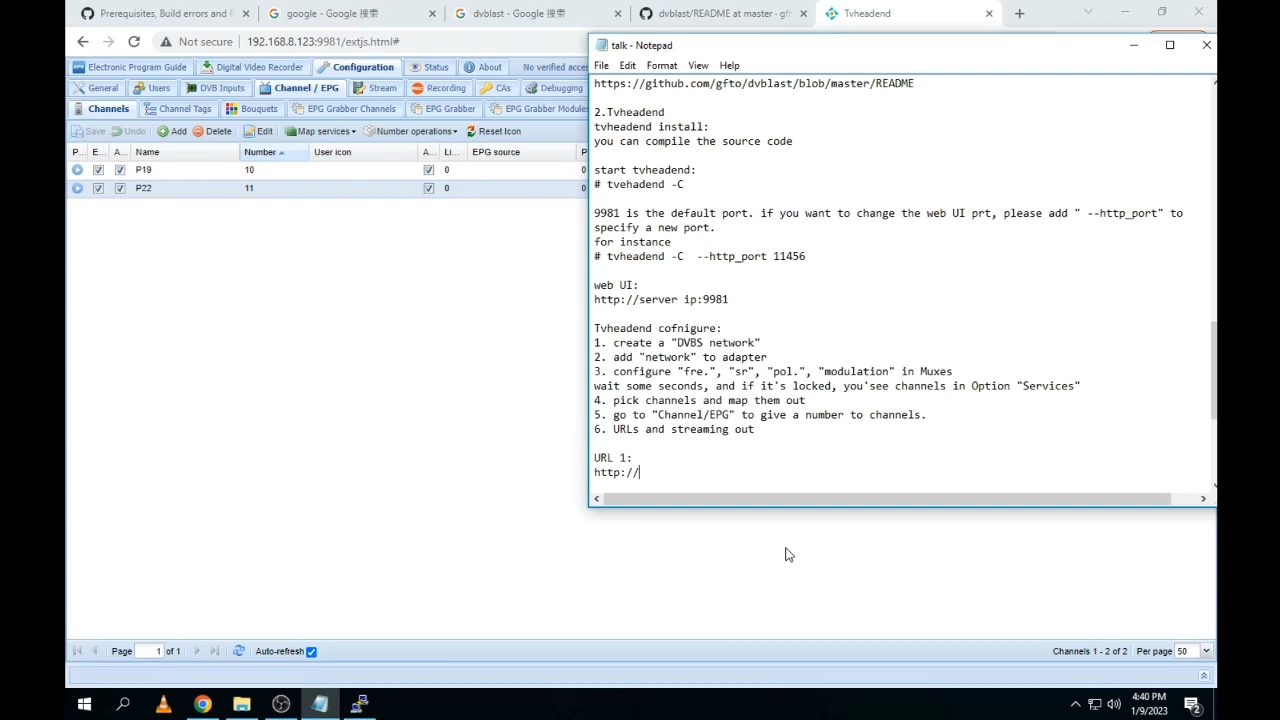 Prerequisites, Build errors and R
google - Google 搜索
dvblast - Google 搜索
dvblast/README at master · gft
Tvheadend
Not secure
192.168.8.123:9981/extjs.html#
Electronic Program Guide
Digital Video Recorder
Configuration
Status
About
No verified access
General
Users
DVB Inputs
Channel / EPG
Stream
Recording
CAs
Debugging
Channels
Channel Tags
Bouquets
EPG Grabber Channels
EPG Grabber
EPG Grabber Modules
Save
Undo
Add
Delete
Edit
Map services
Number operations
Reset Icon
P... E... A... Name Number User icon A... Li... EPG source
P19 10 0 0
P22 11 0 0
talk - Notepad
File Edit Format View Help
https://github.com/gfto/dvblast/blob/master/README
2.Tvheadend
tvheadend install:
you can compile the source code
start tvheadend:
# tvehadend -C
9981 is the default port. if you want to change the web UI prt, please add " --http_port" to
specify a new port.
for instance
# tvheadend -C  --http_port 11456
web UI:
http://server ip:9981
Tvheadend cofnigure:
1. create a "DVBS network"
2. add "network" to adapter
3. configure "fre.", "sr", "pol.", "modulation" in Muxes
wait some seconds, and if it's locked, you'see channels in Option "Services"
4. pick channels and map them out
5. go to "Channel/EPG" to give a number to channels.
6. URLs and streaming out
URL 1:
http://
Page 1 of 1
Auto-refresh
Channels 1 - 2 of 2
Per page 50
4:40 PM
1/9/2023
2